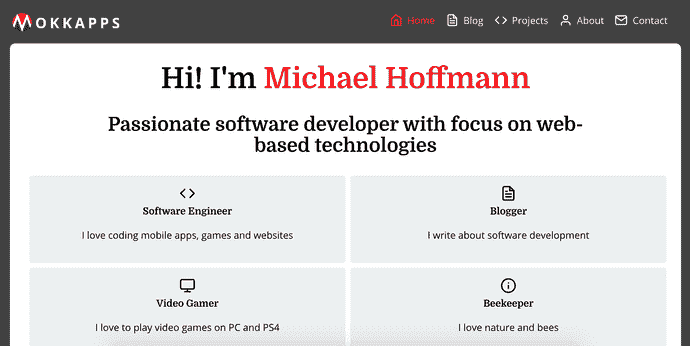 MOKKAPPS
Home Blog Projects About Contact
Hi! I'm Michael Hoffmann
Passionate software developer with focus on web-
based technologies
Software Engineer
I love coding mobile apps, games and websites
Blogger
I write about software development
Video Gamer
I love to play video games on PC and PS4
Beekeeper
I love nature and bees